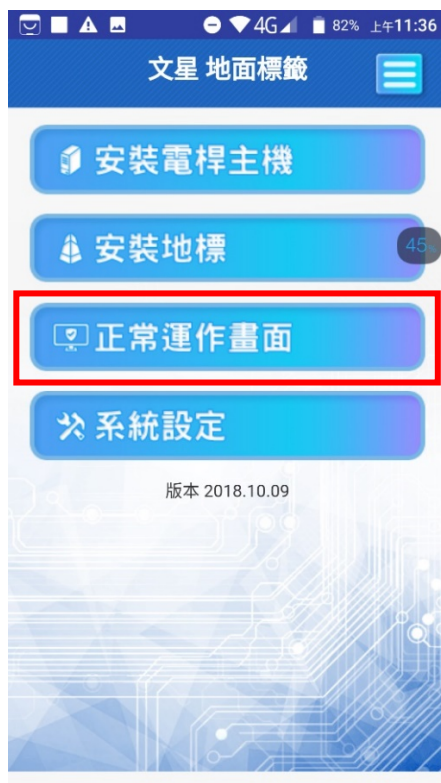 4G 82% 上午11:36
文星 地面標籤
安裝電桿主機
安裝地標
45%
正常運作畫面
系統設定
版本 2018.10.09